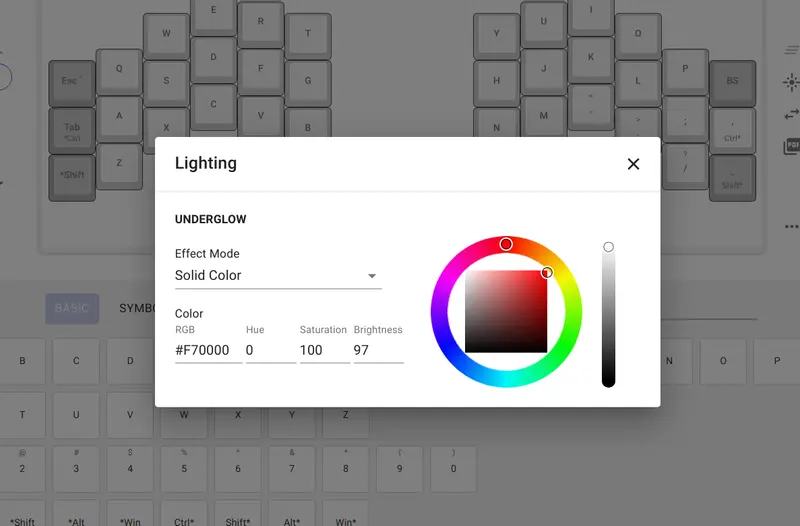 E R
W T
U I
Y O
Esc Q
D F
S G
J K
H L
P BS
Tab
*Ctrl A
C V
X B
M
N
;
,
Ctrl*
*Shift Z
?
/
Shift*
Lighting
UNDERGLOW
Effect Mode
Solid Color
Color
RGB Hue Saturation Brightness
#F70000 0 100 97
BASIC SYMBO
B C D N O P
T U V W X Y Z
@ # $ % ^ & * ( )
2 3 4 5 6 7 8 9 0
*Shift *Alt *Win Ctrl* Shift* Alt* Win*
PDF